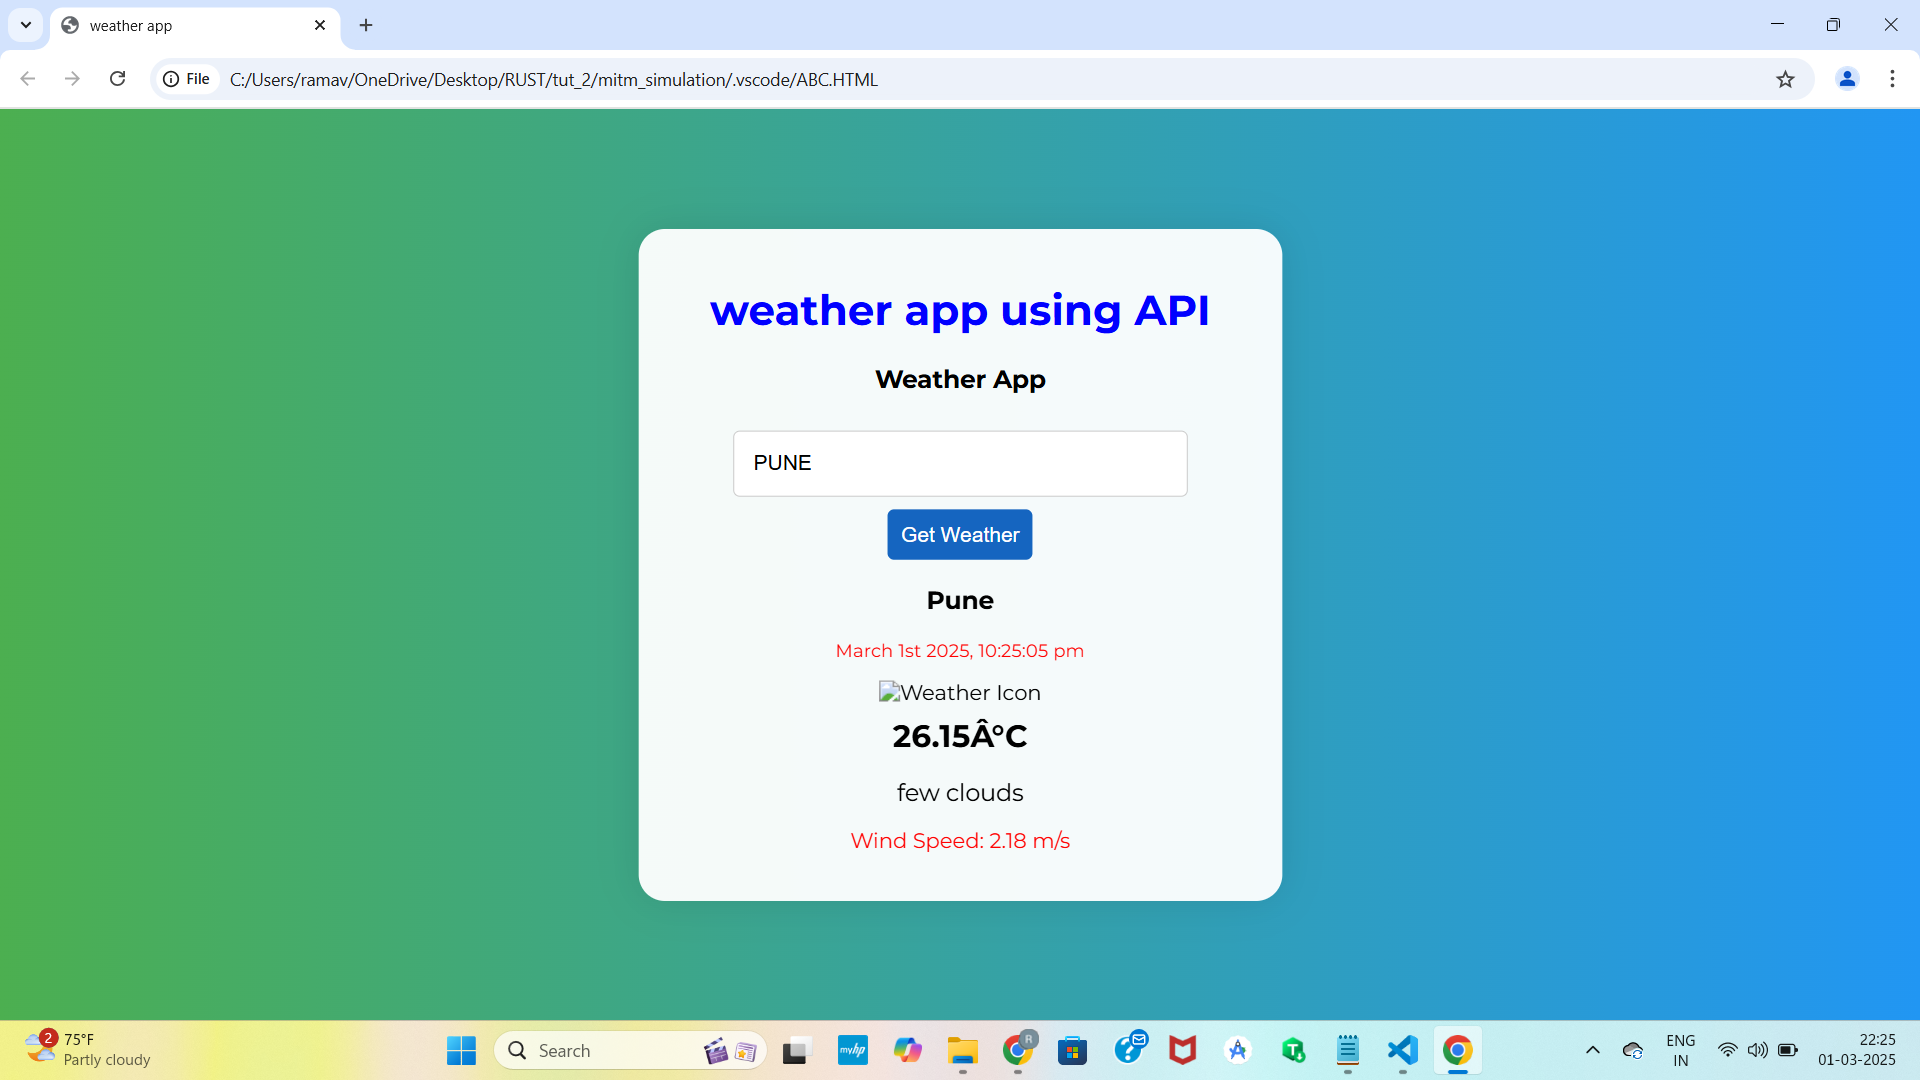 weather app
File C:/Users/ramav/OneDrive/Desktop/RUST/tut_2/mitm_simulation/.vscode/ABC.HTML
weather app using API
Weather App
PUNE
Get Weather
Pune
March 1st 2025, 10:25:05 pm
Weather Icon
26.15Â°C
few clouds
Wind Speed: 2.18 m/s
2
75°F
Partly cloudy
Search
myhp
R
ENG
IN
22:25
01-03-2025